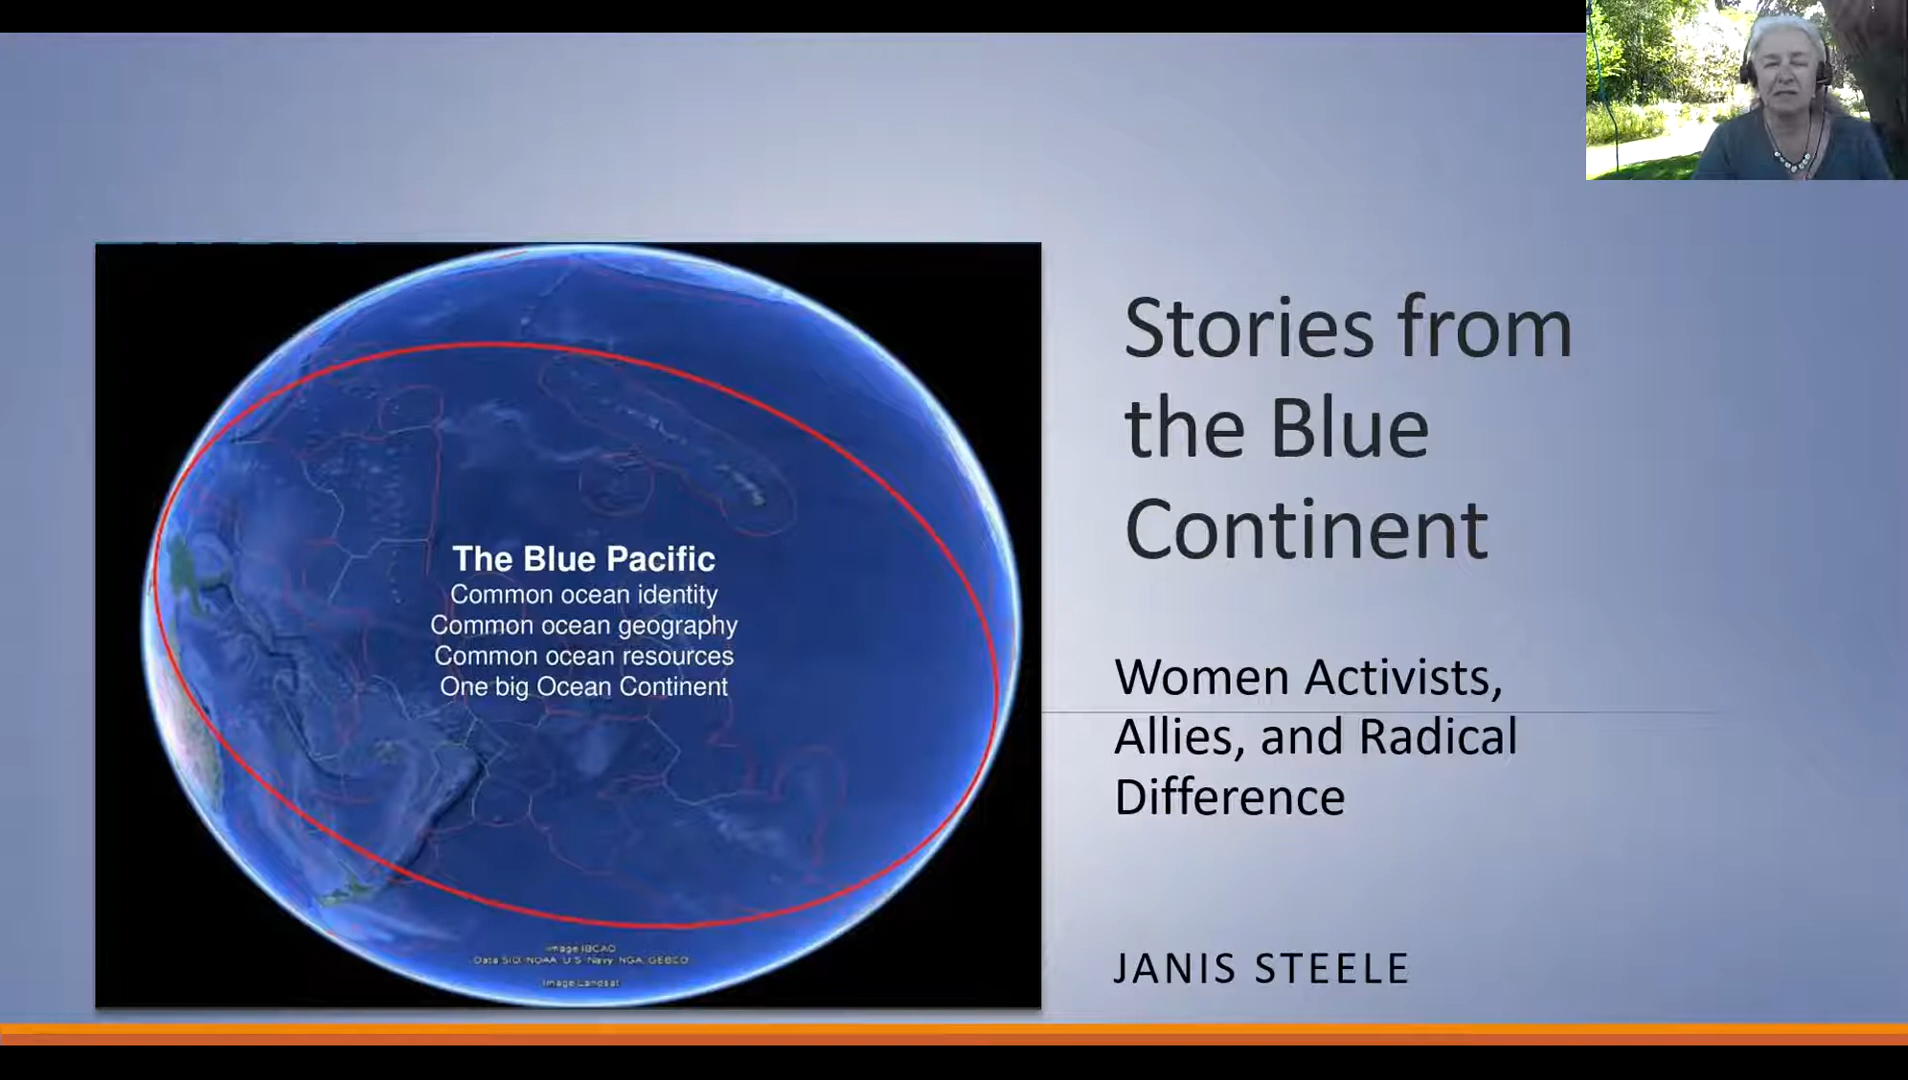 The Blue Pacific
Common ocean identity
Common ocean geography
Common ocean resources
One big Ocean Continent
Image IBCAO
Data SIO, NOAA, U.S. Navy, NGA, GEBCO
Image Landsat
Stories from
the Blue
Continent
Women Activists,
Allies, and Radical
Difference
JANIS STEELE